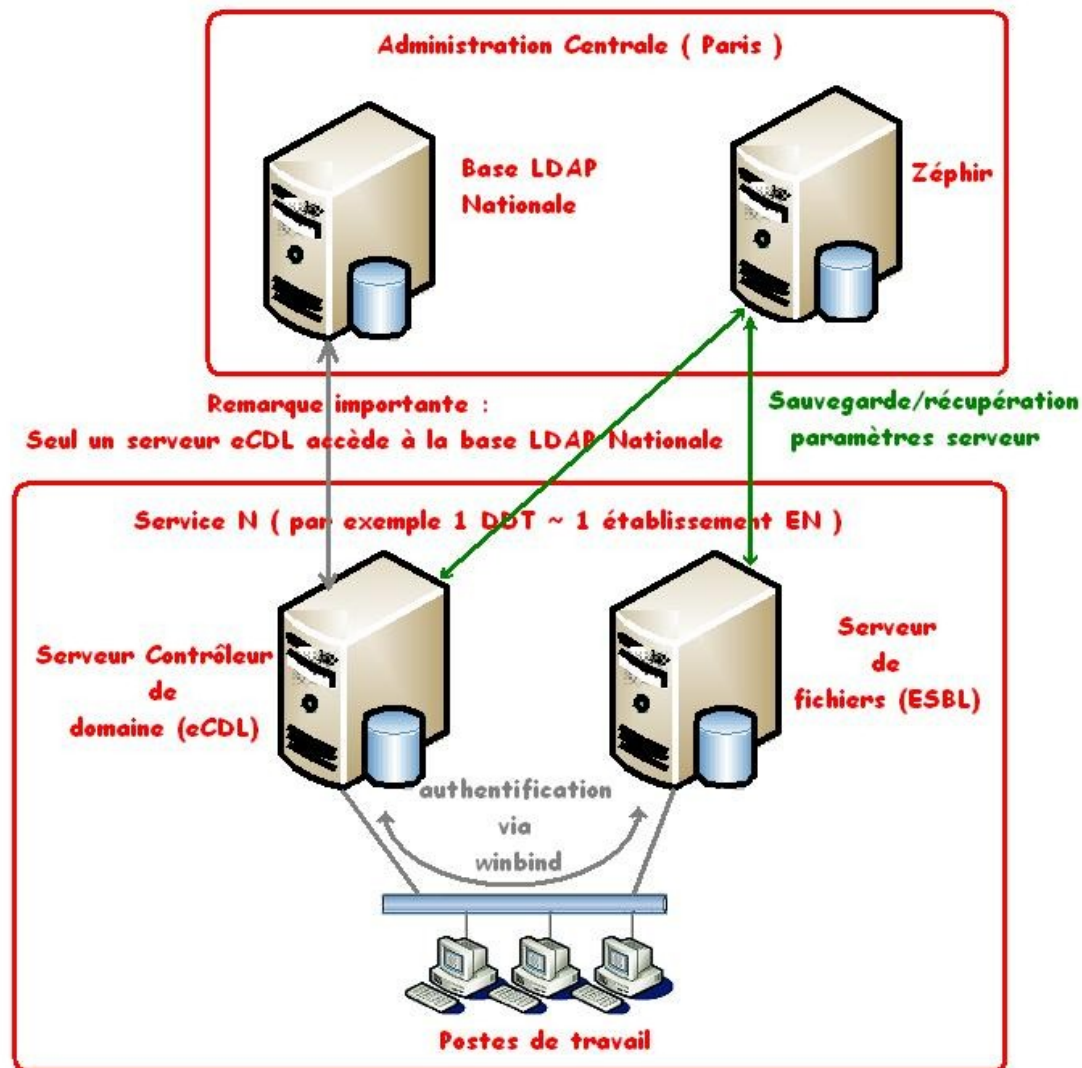 Administration Centrale ( Paris )
Base LDAP
Nationale
Zéphir
Remarque importante :
Seul un serveur eCDL accède à la base LDAP Nationale
Sauvegarde/récupération
paramètres serveur
Service N ( par exemple 1 DDT ~ 1 établissement EN )
Serveur Contrôleur
de
domaine (eCDL)
Serveur
de
fichiers (ESBL)
authentification
via
winbind
Postes de travail